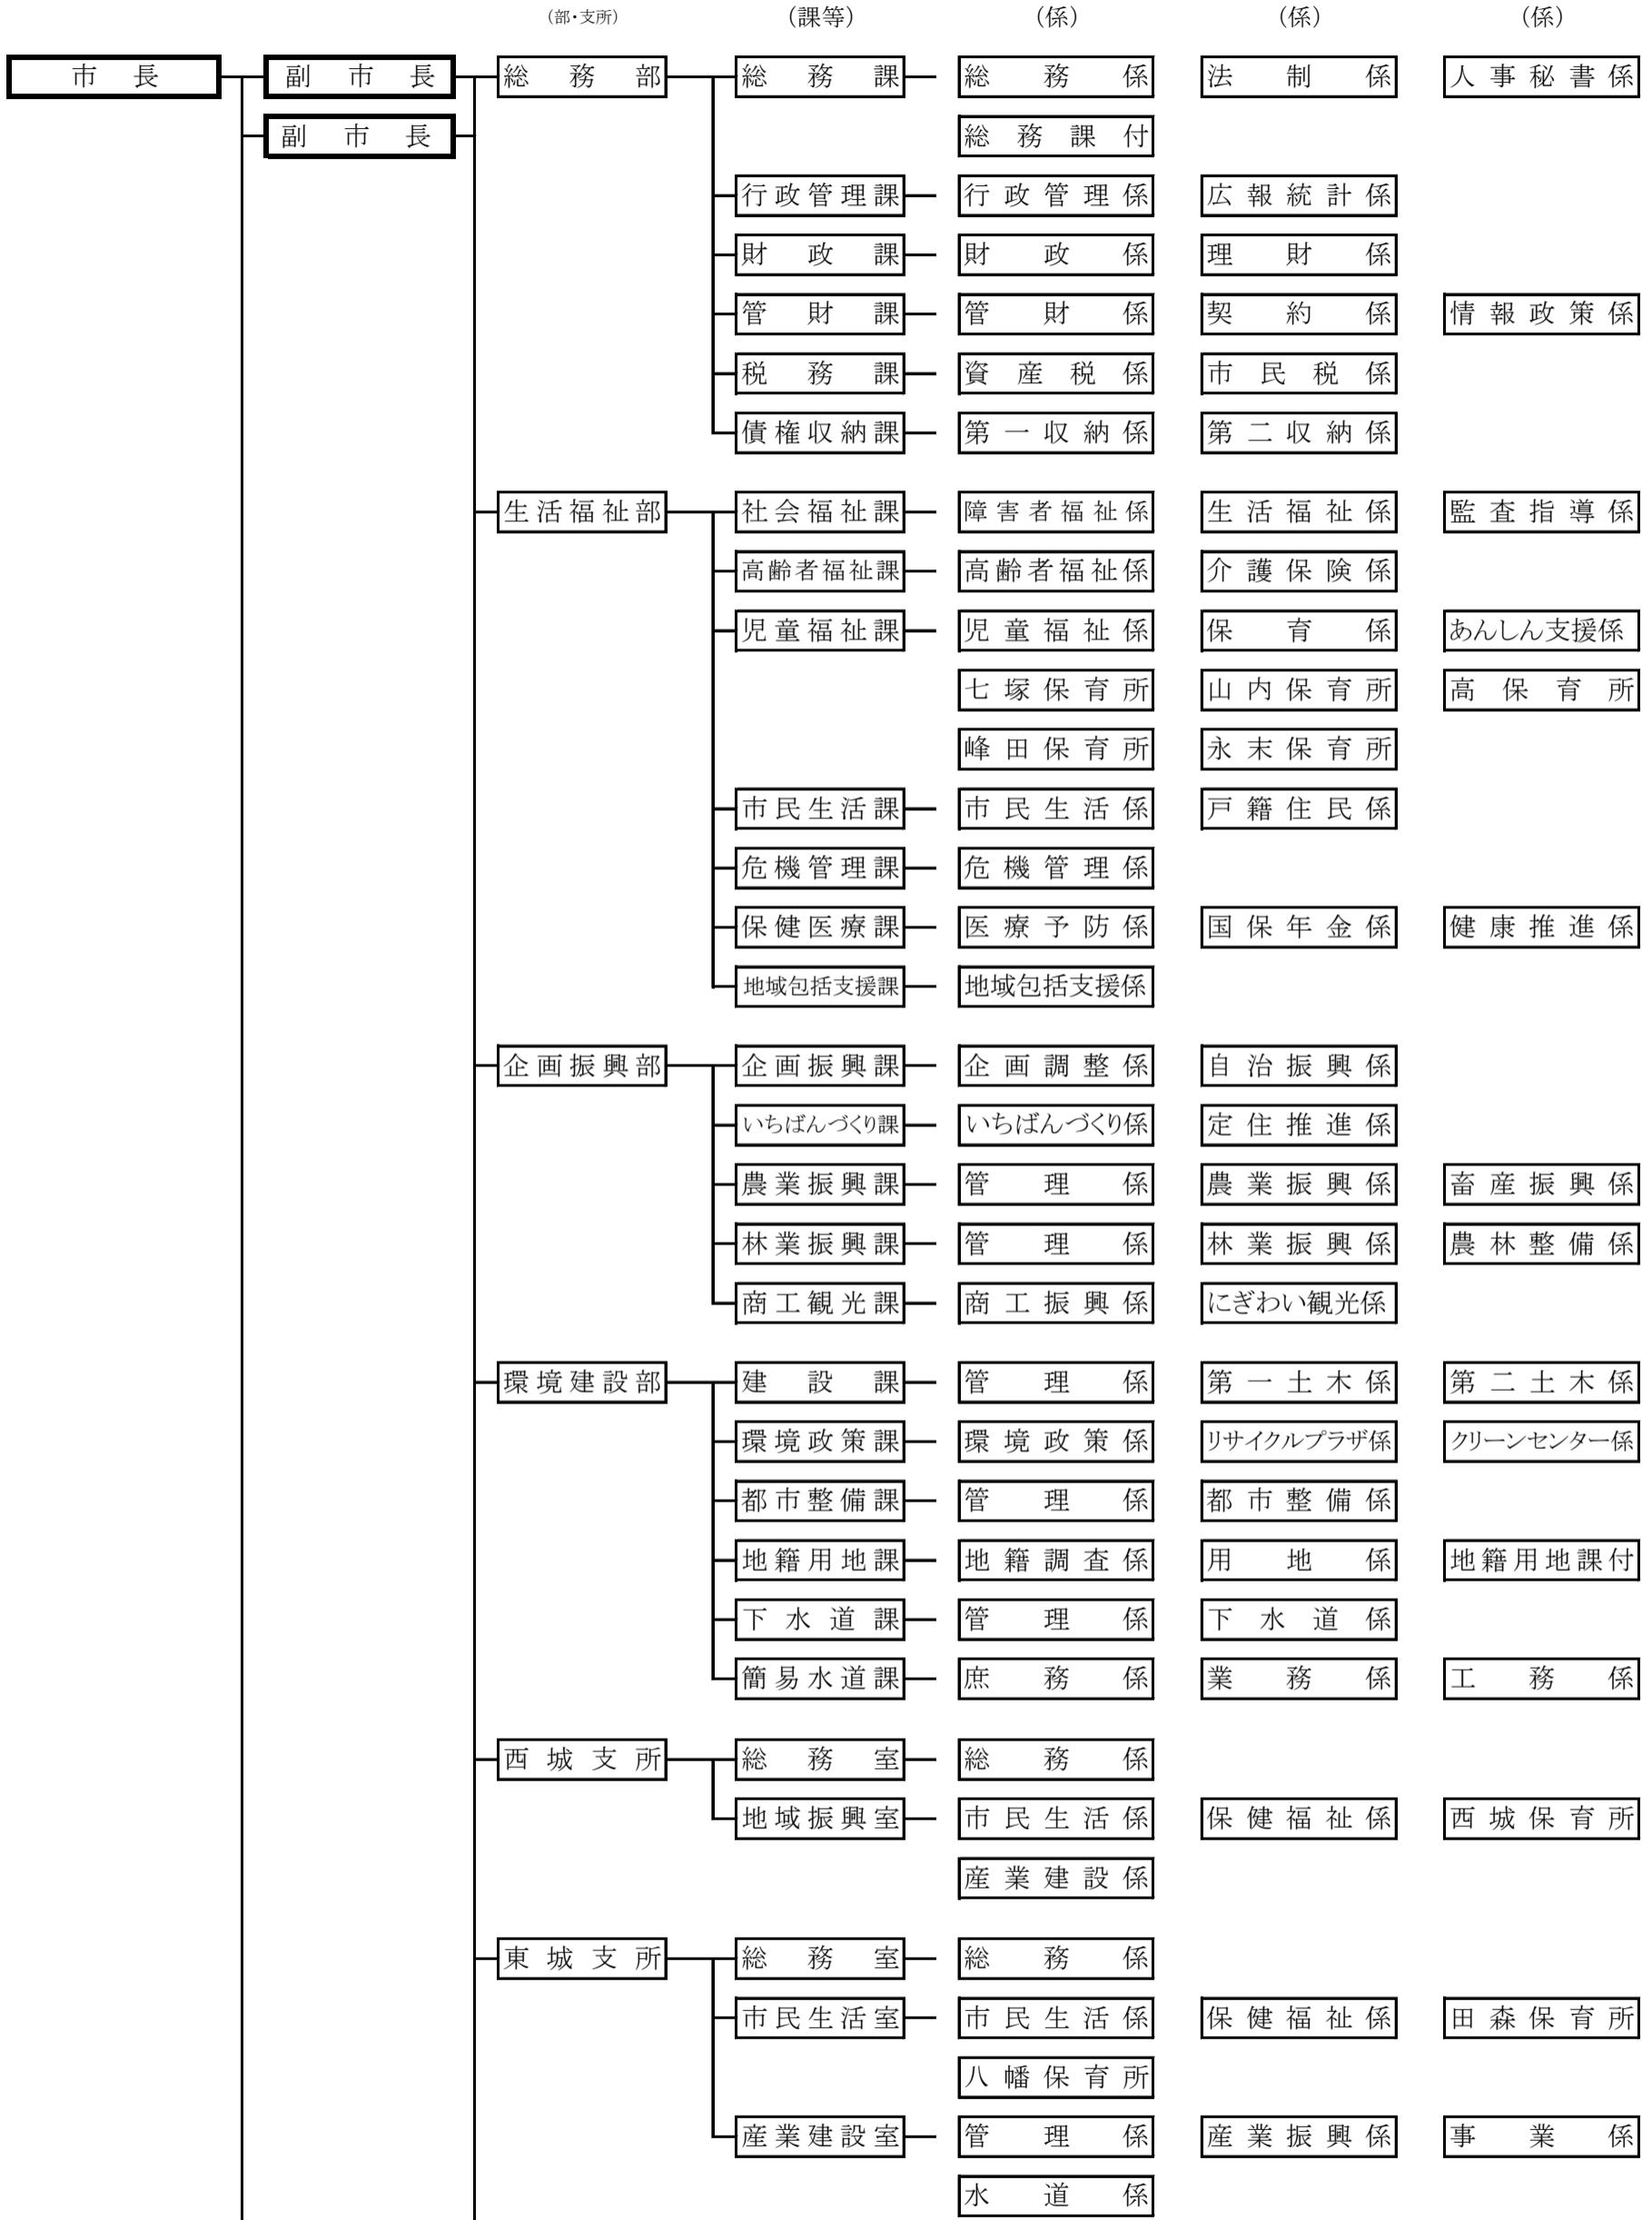 （部・支所） （課等） （係） （係） （係）
市長 副市長 総務部 総務課 総務係 法制係 人事秘書係
副市長 総務課付
行政管理課 行政管理係 広報統計係
財政課 財政係 理財係
管財課 管財係 契約係 情報政策係
税務課 資産税係 市民税係
債権収納課 第一収納係 第二収納係
生活福祉部 社会福祉課 障害者福祉係 生活福祉係 監査指導係
高齢者福祉課 高齢者福祉係 介護保険係
児童福祉課 児童福祉係 保育係 あんしん支援係
七塚保育所 山内保育所 高保育所
峰田保育所 永末保育所
市民生活課 市民生活係 戸籍住民係
危機管理課 危機管理係
保健医療課 医療予防係 国保年金係 健康推進係
地域包括支援課 地域包括支援係
企画振興部 企画振興課 企画調整係 自治振興係
いちばんづくり課 いちばんづくり係 定住推進係
農業振興課 管理係 農業振興係 畜産振興係
林業振興課 管理係 林業振興係 農林整備係
商工観光課 商工振興係 にぎわい観光係
環境建設部 建設課 管理係 第一土木係 第二土木係
環境政策課 環境政策係 リサイクルプラザ係 クリーンセンター係
都市整備課 管理係 都市整備係
地籍用地課 地籍調査係 用地係 地籍用地課付
下水道課 管理係 下水道係
簡易水道課 庶務係 業務係 工務係
西城支所 総務室 総務係
地域振興室 市民生活係 保健福祉係 西城保育所
産業建設係
東城支所 総務室 総務係
市民生活室 市民生活係 保健福祉係 田森保育所
八幡保育所
産業建設室 管理係 産業振興係 事業係
水道係